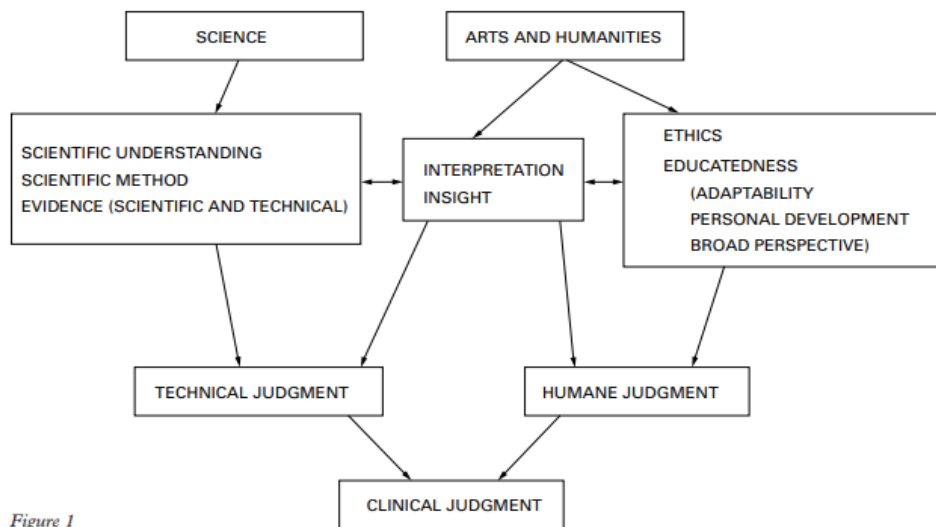 SCIENCE
ARTS AND HUMANITIES
SCIENTIFIC UNDERSTANDING
SCIENTIFIC METHOD
EVIDENCE (SCIENTIFIC AND TECHNICAL)
INTERPRETATION
INSIGHT
ETHICS
EDUCATEDNESS
(ADAPTABILITY
PERSONAL DEVELOPMENT
BROAD PERSPECTIVE)
TECHNICAL JUDGMENT
HUMANE JUDGMENT
CLINICAL JUDGMENT
Figure 1